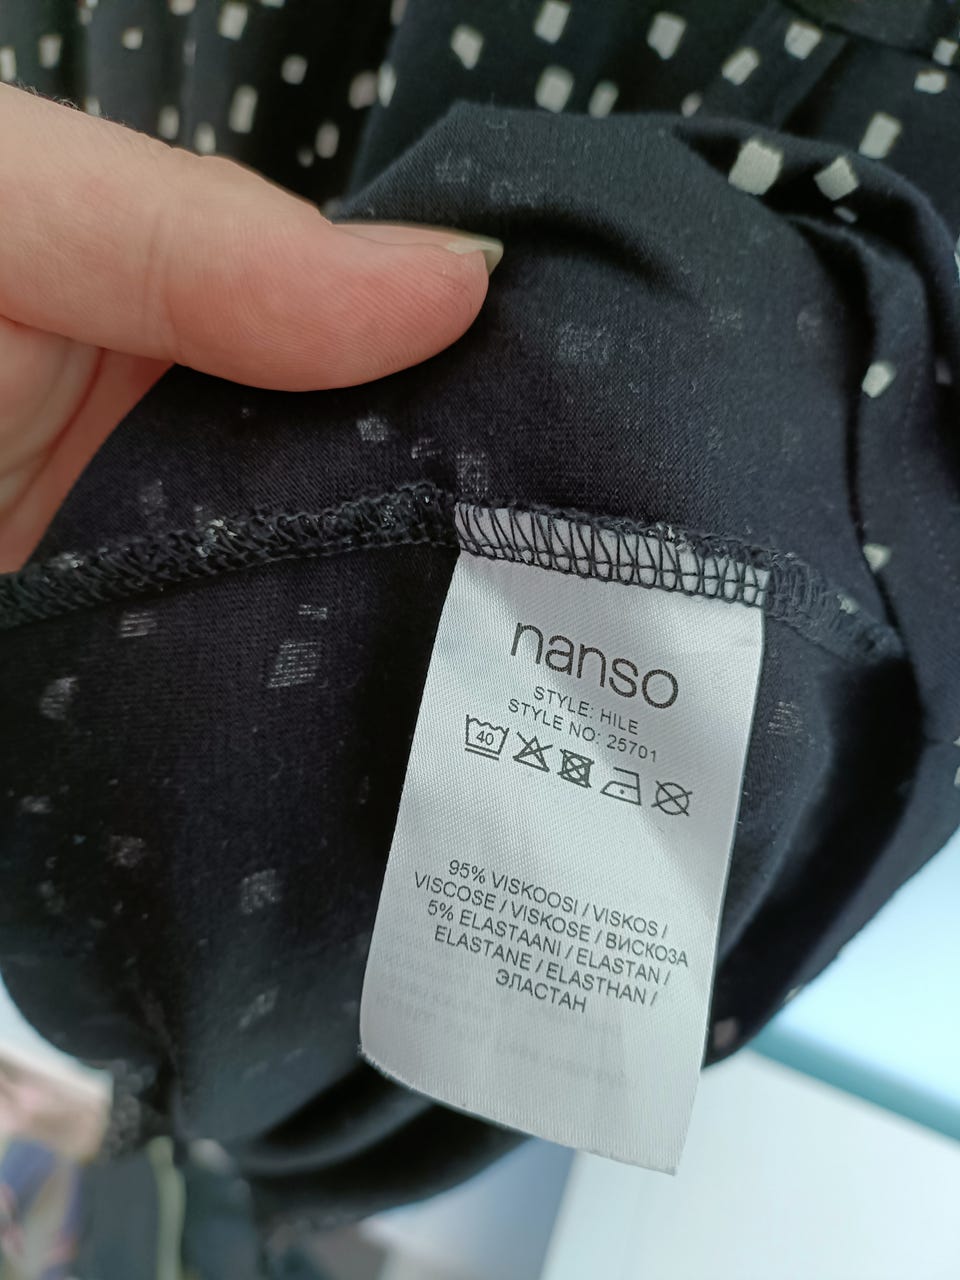 nanso
STYLE: HILE
STYLE NO: 25701
40
95% VISKOOSI / VISKOS /
VISCOSE / VISKOSE / ВИСКОЗА
5% ELASTAANI / ELASTAN /
ELASTANE / ELASTHAN /
ЭЛАСТАН